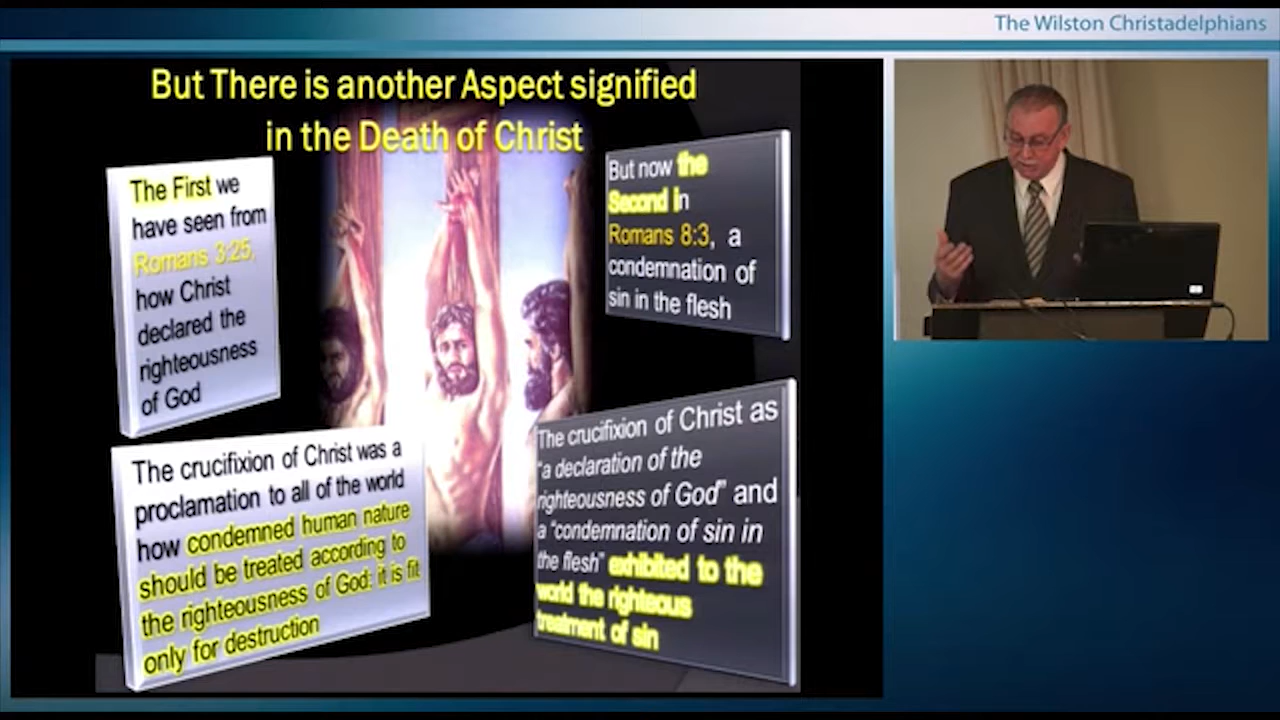 The Wilston Christadelphians
But There is another Aspect signified
in the Death of Christ
The First we
have seen from
Romans 3:25,
how Christ
declared the
righteousness
of God
But now the
Second in
Romans 8:3, a
condemnation of
sin in the flesh
The crucifixion of Christ was a
proclamation to all of the world
how condemned human nature
should be treated according to
the righteousness of God: it is fit
only for destruction
The crucifixion of Christ as
"a declaration of the
righteousness of God" and
a "condemnation of sin in
the flesh" exhibited to the
world the righteous
treatment of sin